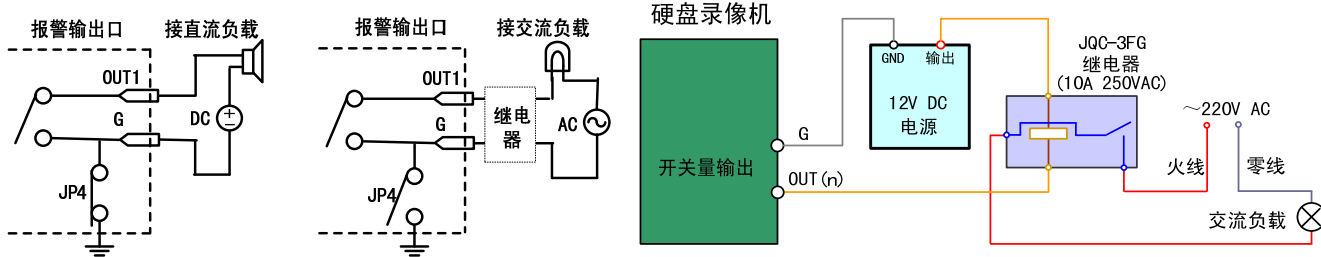 报警输出口
接直流负载
OUT1
G
DC
JP4
报警输出口
接交流负载
OUT1
G
继电
器
AC
JP4
硬盘录像机
开关量输出
G
OUT(n)
GND
输出
12V DC
电源
JQC-3FG
继电器
(10A 250VAC)
～220V AC
火线
零线
交流负载